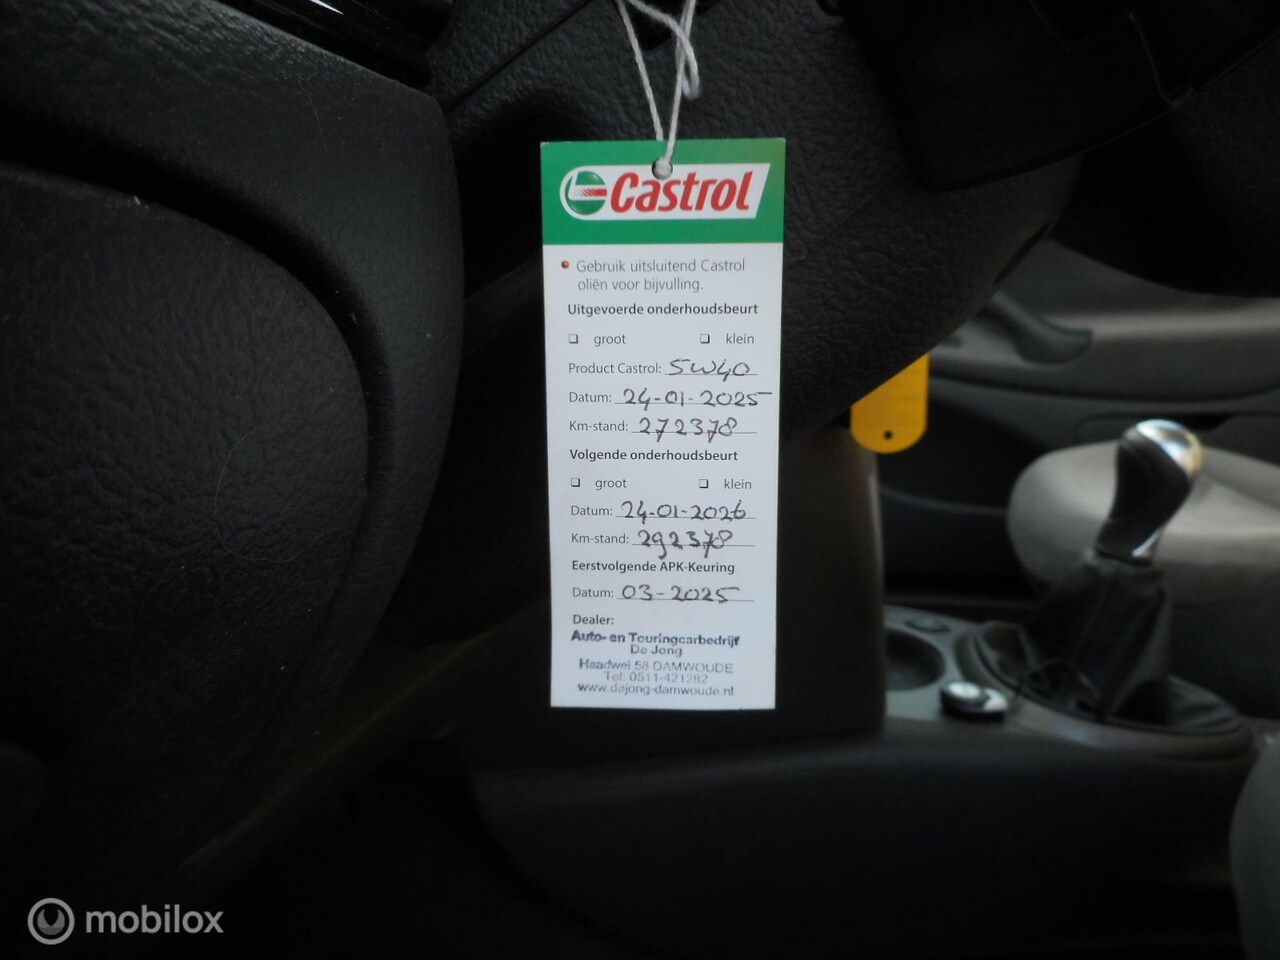 Castrol
Gebruik uitsluitend Castrol
oliën voor bijvulling.
Uitgevoerde onderhoudsbeurt
❑ groot ❑ klein
Product Castrol: 5W40
Datum: 24-01-2025
Km-stand: 272378
Volgende onderhoudsbeurt
❑ groot ❑ klein
Datum: 24-01-2026
Km-stand: 292378
Eerstvolgende APK-Keuring
Datum: 03-2025
Dealer:
Auto- en Touringcarbedrijf
De Jong
Haadwei 58 DAMWOUDE
Tel: 0511-421282
www.dejong-damwoude.nl
mobilox